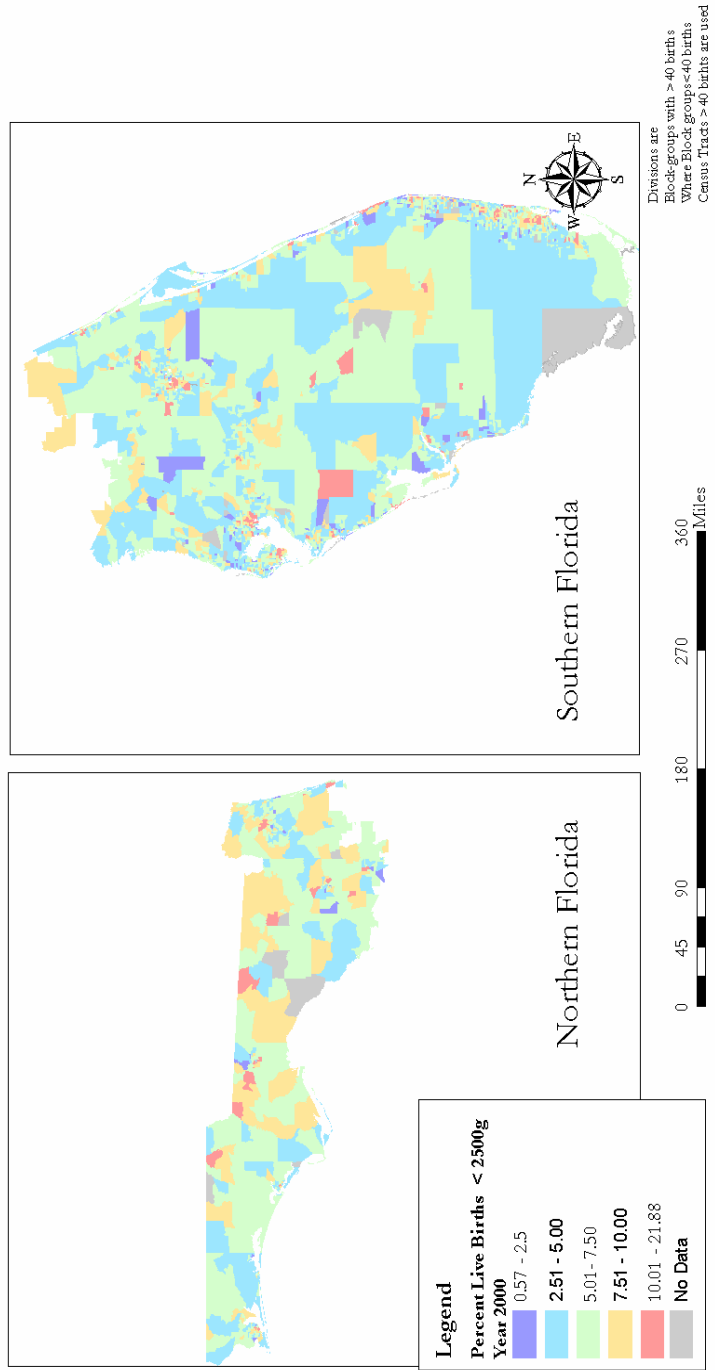 Northern Florida
Southern Florida
N
E
S
W
Legend
Percent Live Births < 2500g
Year 2000
0.57 - 2.5
2.51 - 5.00
5.01 - 7.50
7.51 - 10.00
10.01 - 21.88
No Data
0 45 90 180 270 360
Miles
Divisions are
Block-groups with >40 births
Where Block groups<40 births
Census Tracts >40 birhts are used